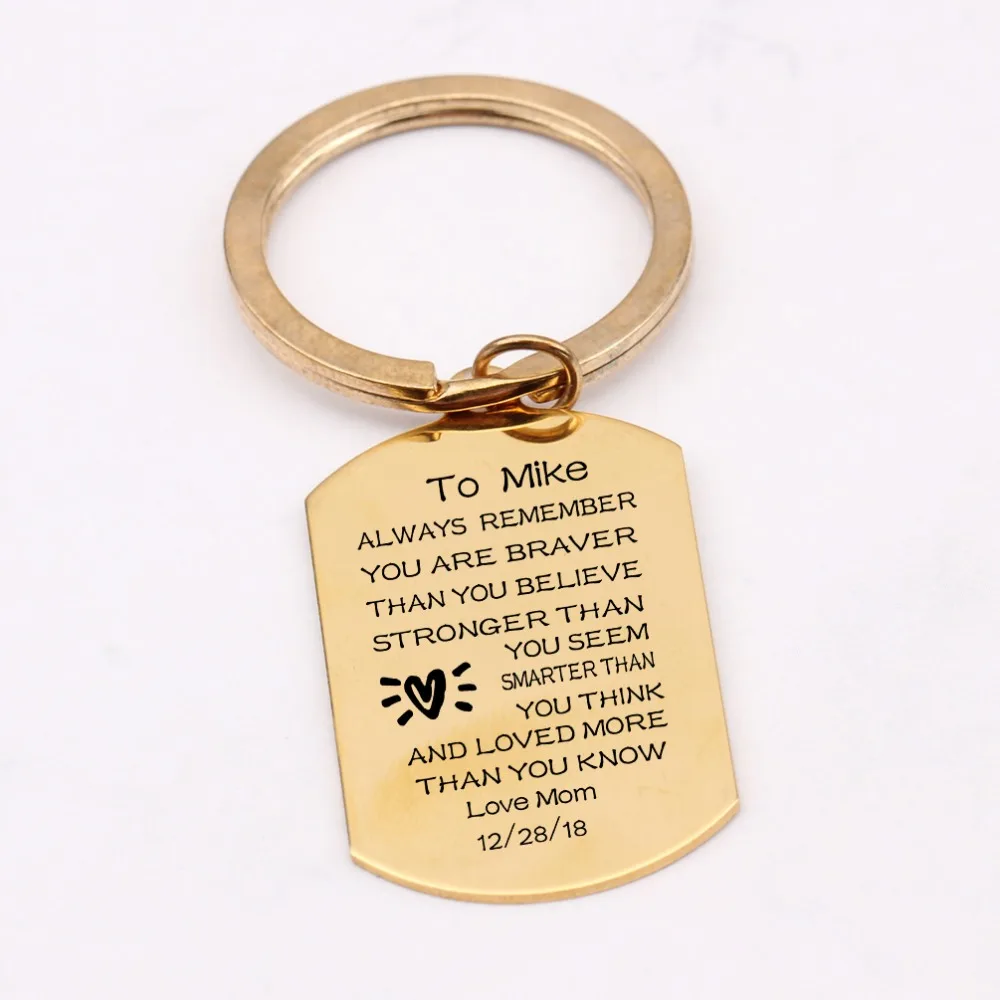 To Mike
ALWAYS REMEMBER
YOU ARE BRAVER
THAN YOU BELIEVE
STRONGER THAN
YOU SEEM
SMARTER THAN
YOU THINK
AND LOVED MORE
THAN YOU KNOW
Love Mom
12/28/18